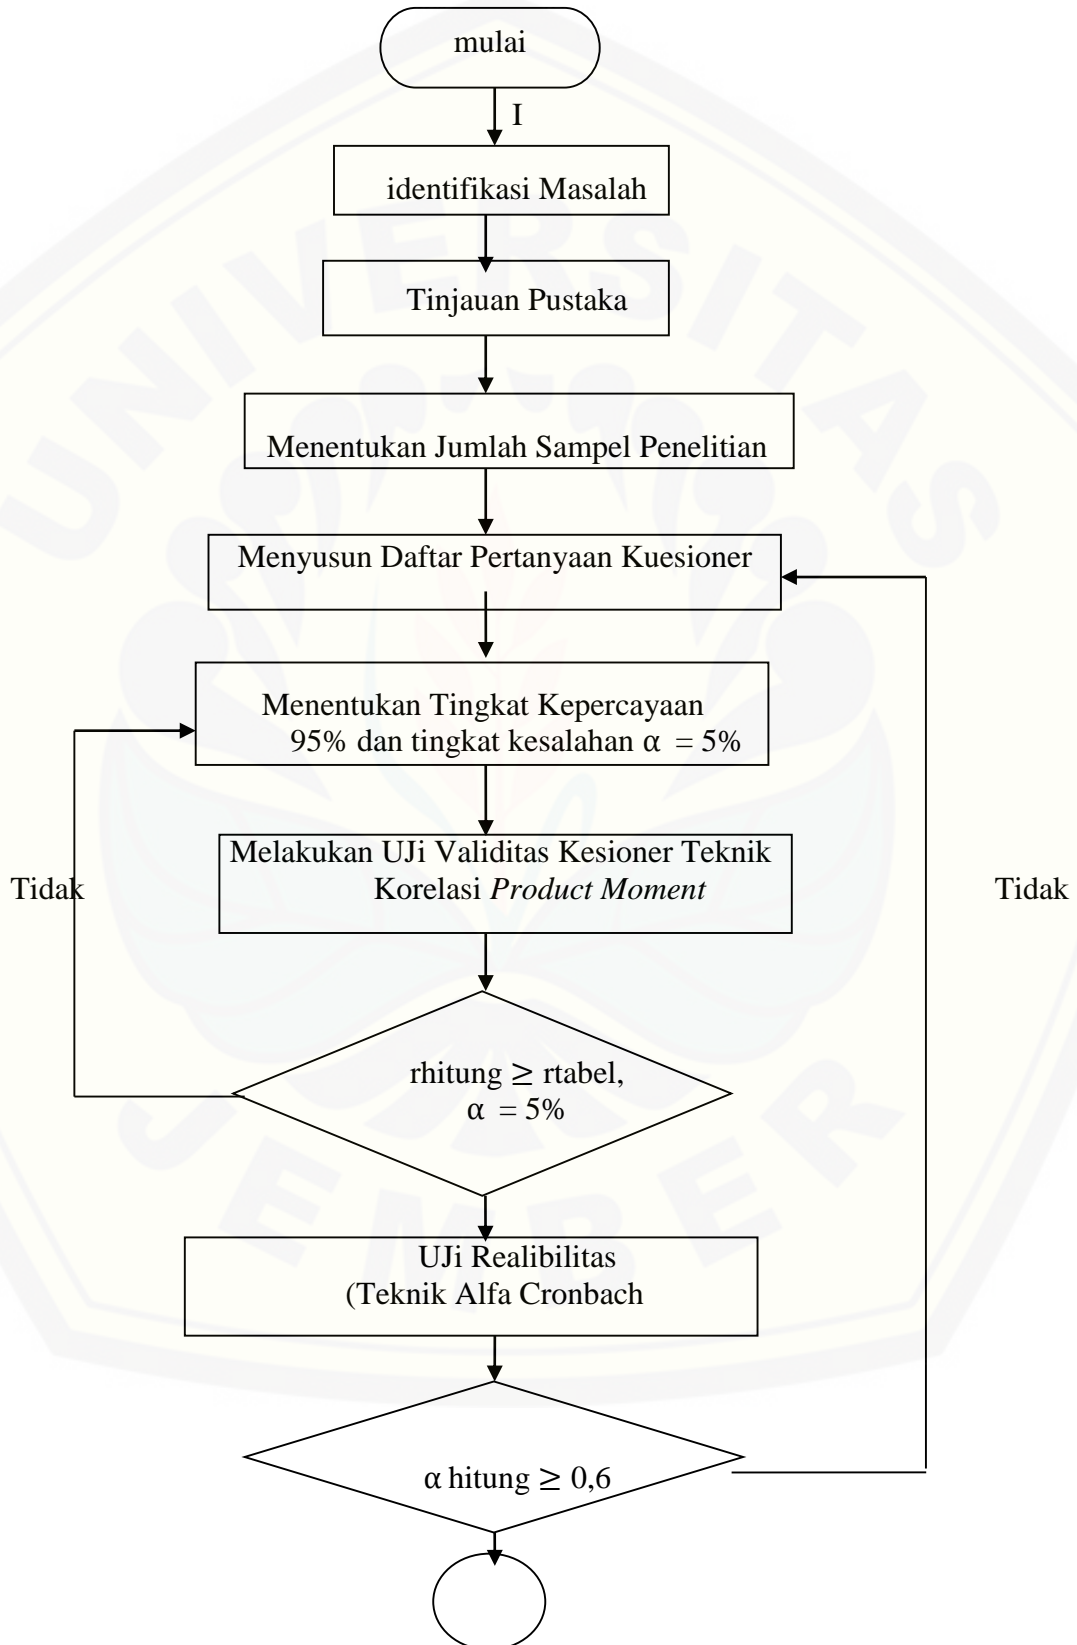 mulai
I
identifikasi Masalah
Tinjauan Pustaka
Menentukan Jumlah Sampel Penelitian
Menyusun Daftar Pertanyaan Kuesioner
Menentukan Tingkat Kepercayaan
95% dan tingkat kesalahan α = 5%
Melakukan UJi Validitas Kesioner Teknik
Korelasi Product Moment
Tidak
Tidak
rhitung ≥ rtabel,
α = 5%
UJi Realibilitas
(Teknik Alfa Cronbach
α hitung ≥ 0,6
UNIVERSITAS
JEMBER